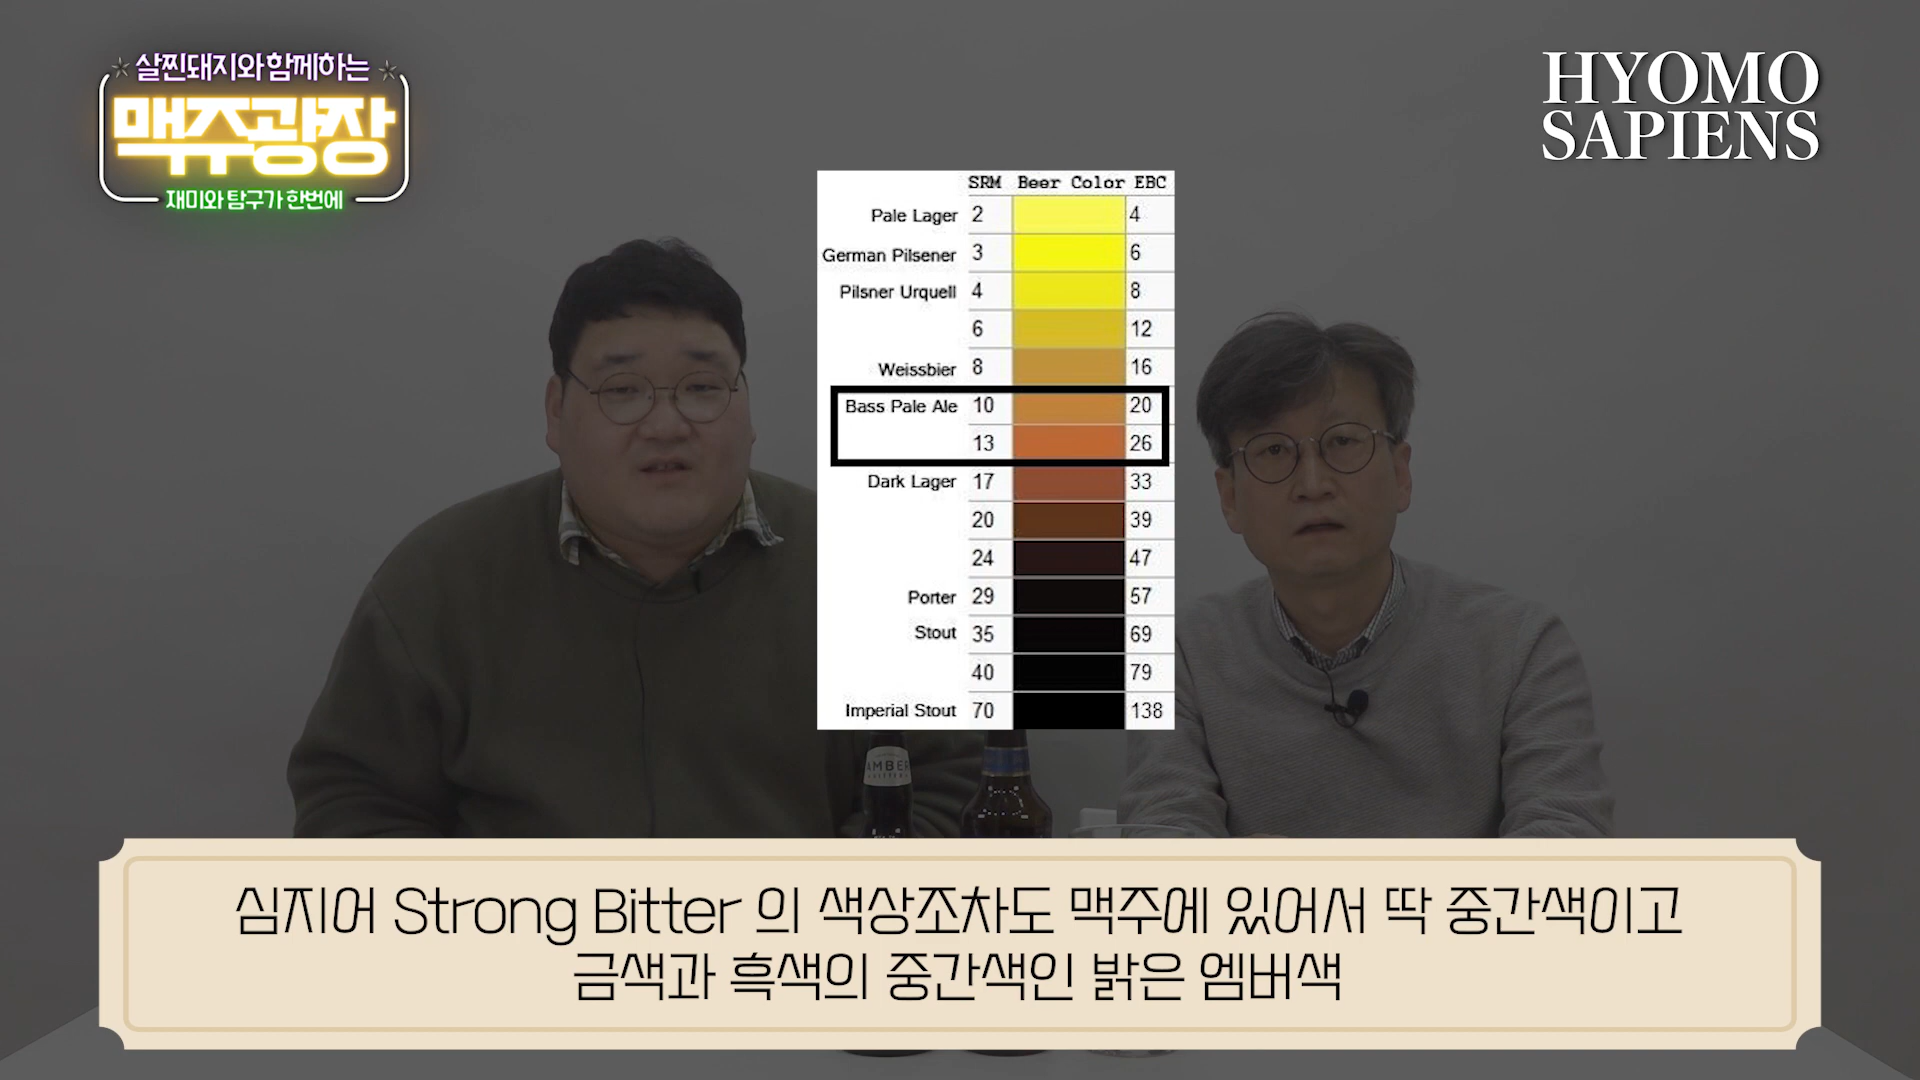 살찐돼지와 함께하는
맥주광장
재미와 탐구가 한번에
HYOMO
SAPIENS
SRM Beer Color EBC
Pale Lager 2 4
German Pilsener 3 6
Pilsner Urquell 4 8
6 12
Weissbier 8 16
Bass Pale Ale 10 20
13 26
Dark Lager 17 33
20 39
24 47
Porter 29 57
Stout 35 69
40 79
Imperial Stout 70 138
AMBER
심지어 Strong Bitter 의 색상조차도 맥주에 있어서 딱 중간색이고
금색과 흑색의 중간색인 밝은 엠버색